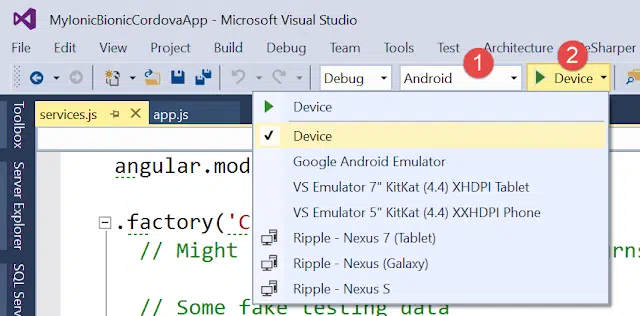 MyIonicBionicCordovaApp - Microsoft Visual Studio
File Edit View Project Build Debug Team Tools Test Architecture eSharper
1 2
Debug Android Device
services.js app.js
Device
Device
Google Android Emulator
VS Emulator 7" KitKat (4.4) XHDPI Tablet
VS Emulator 5" KitKat (4.4) XXHDPI Phone
Ripple - Nexus 7 (Tablet)
Ripple - Nexus (Galaxy)
Ripple - Nexus S
Toolbox
Server Explorer
SQL Serv
angular.mod
.factory('C
// Might urns
// Some fake testing data